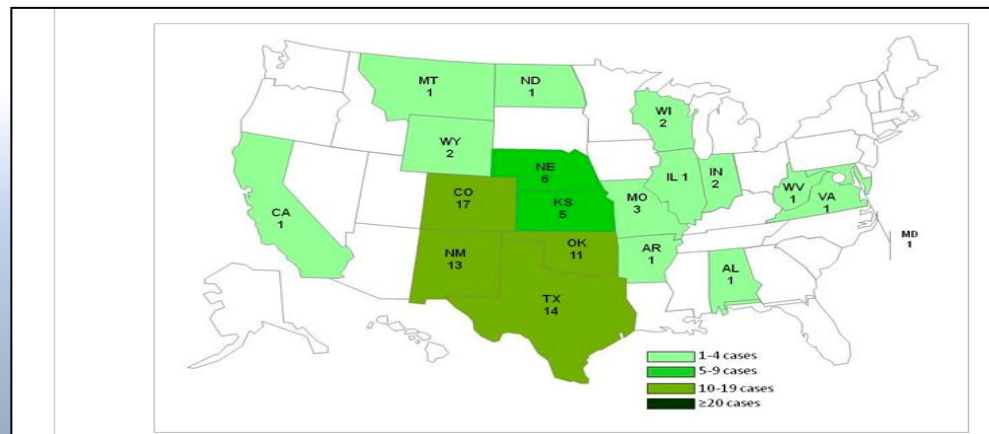 MT
1
ND
1
WI
2
WY
2
NE
6
IL 1
IN
2
CO
17
KS
5
MO
3
WV
1
VA
1
CA
1
MD
1
NM
13
OK
11
AR
1
AL
1
TX
14
1-4 cases
5-9 cases
10-19 cases
≥20 cases